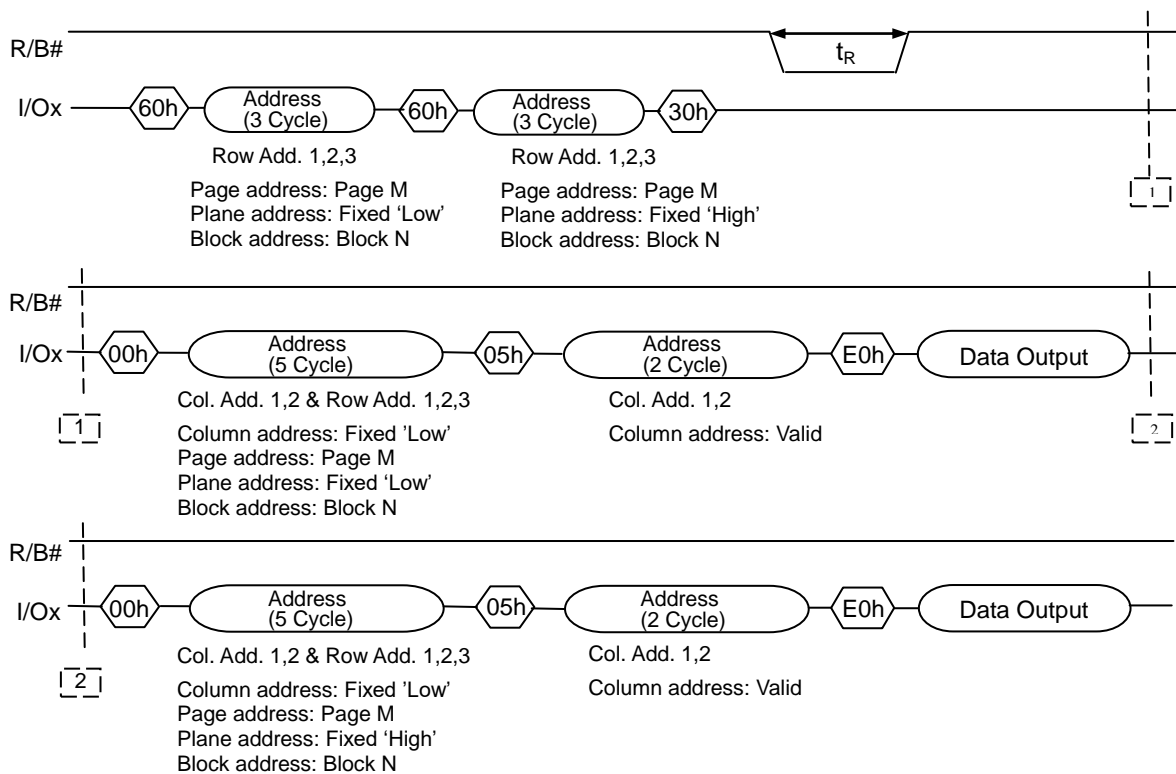 R/B#
tR
I/Ox
60h
Address
(3 Cycle)
60h
Address
(3 Cycle)
30h
Row Add. 1,2,3
Page address: Page M
Plane address: Fixed ‘Low’
Block address: Block N
Row Add. 1,2,3
Page address: Page M
Plane address: Fixed ‘High’
Block address: Block N
1
R/B#
I/Ox
00h
Address
(5 Cycle)
05h
Address
(2 Cycle)
E0h
Data Output
Col. Add. 1,2 & Row Add. 1,2,3
Column address: Fixed ’Low’
Page address: Page M
Plane address: Fixed ‘Low’
Block address: Block N
Col. Add. 1,2
Column address: Valid
1
2
R/B#
I/Ox
00h
Address
(5 Cycle)
05h
Address
(2 Cycle)
E0h
Data Output
Col. Add. 1,2 & Row Add. 1,2,3
Column address: Fixed ’Low’
Page address: Page M
Plane address: Fixed ‘High’
Block address: Block N
Col. Add. 1,2
Column address: Valid
2